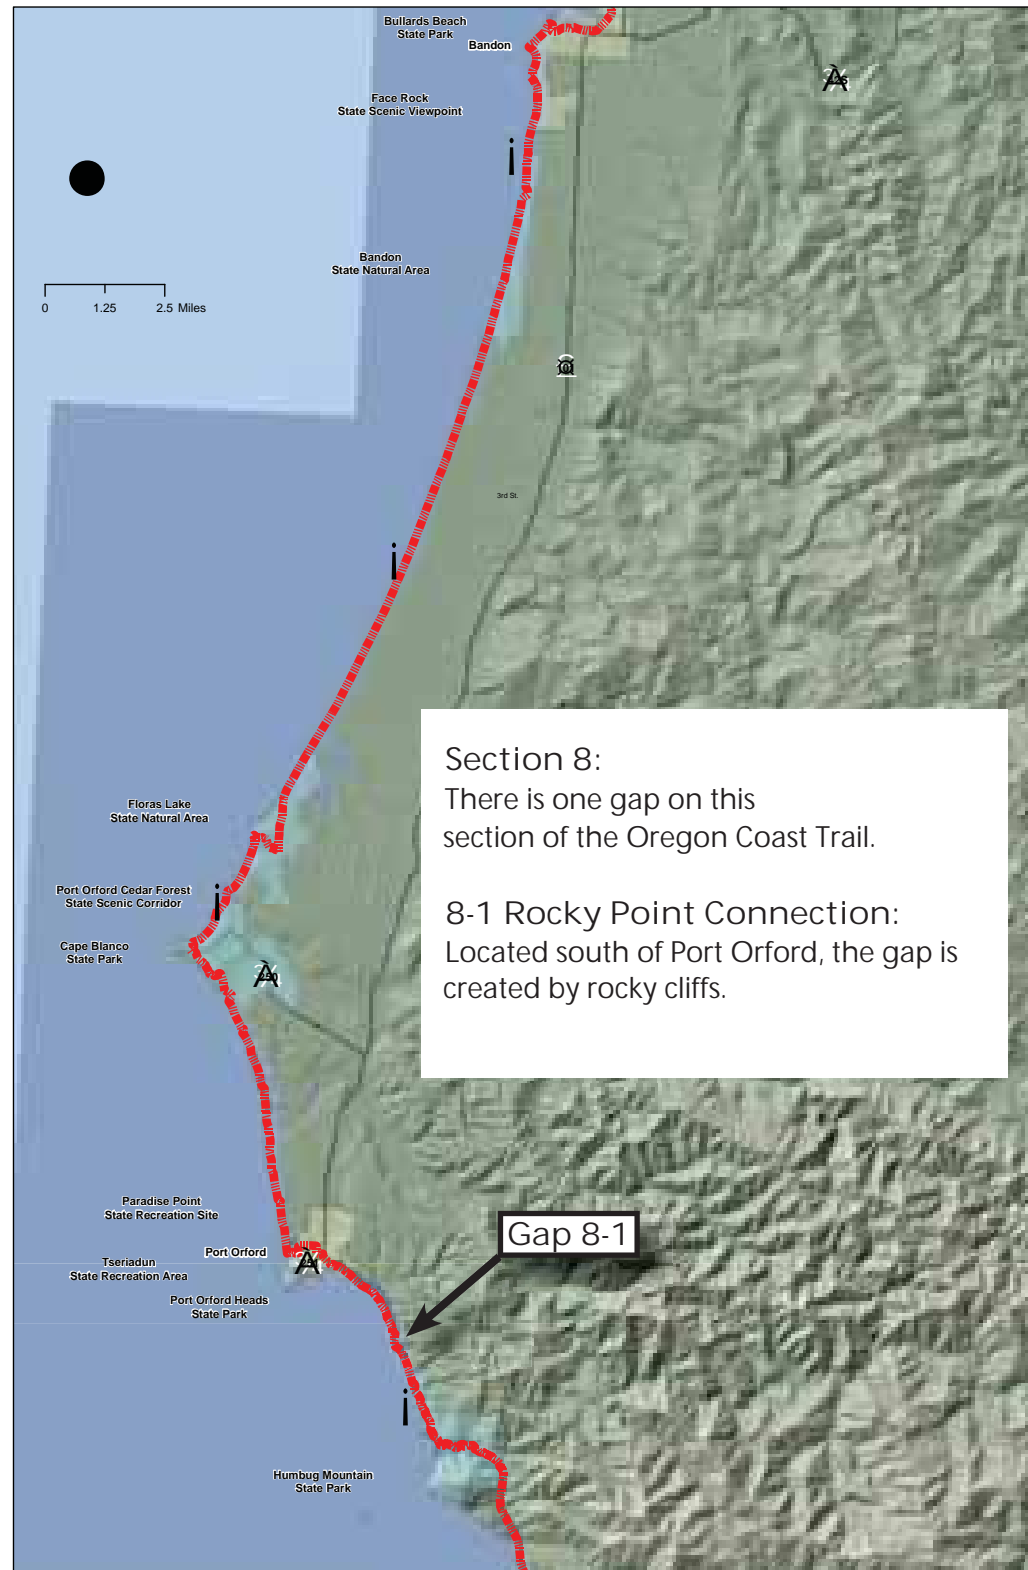 Bullards Beach
State Park
Bandon
Face Rock
State Scenic Viewpoint
Bandon
State Natural Area
0 1.25 2.5 Miles
101
3rd St.
Section 8:
There is one gap on this
section of the Oregon Coast Trail.
8-1 Rocky Point Connection:
Located south of Port Orford, the gap is
created by rocky cliffs.
Floras Lake
State Natural Area
Port Orford Cedar Forest
State Scenic Corridor
Cape Blanco
State Park
250
Paradise Point
State Recreation Site
Gap 8-1
Port Orford
Tseriadun
State Recreation Area
251
Port Orford Heads
State Park
Humbug Mountain
State Park